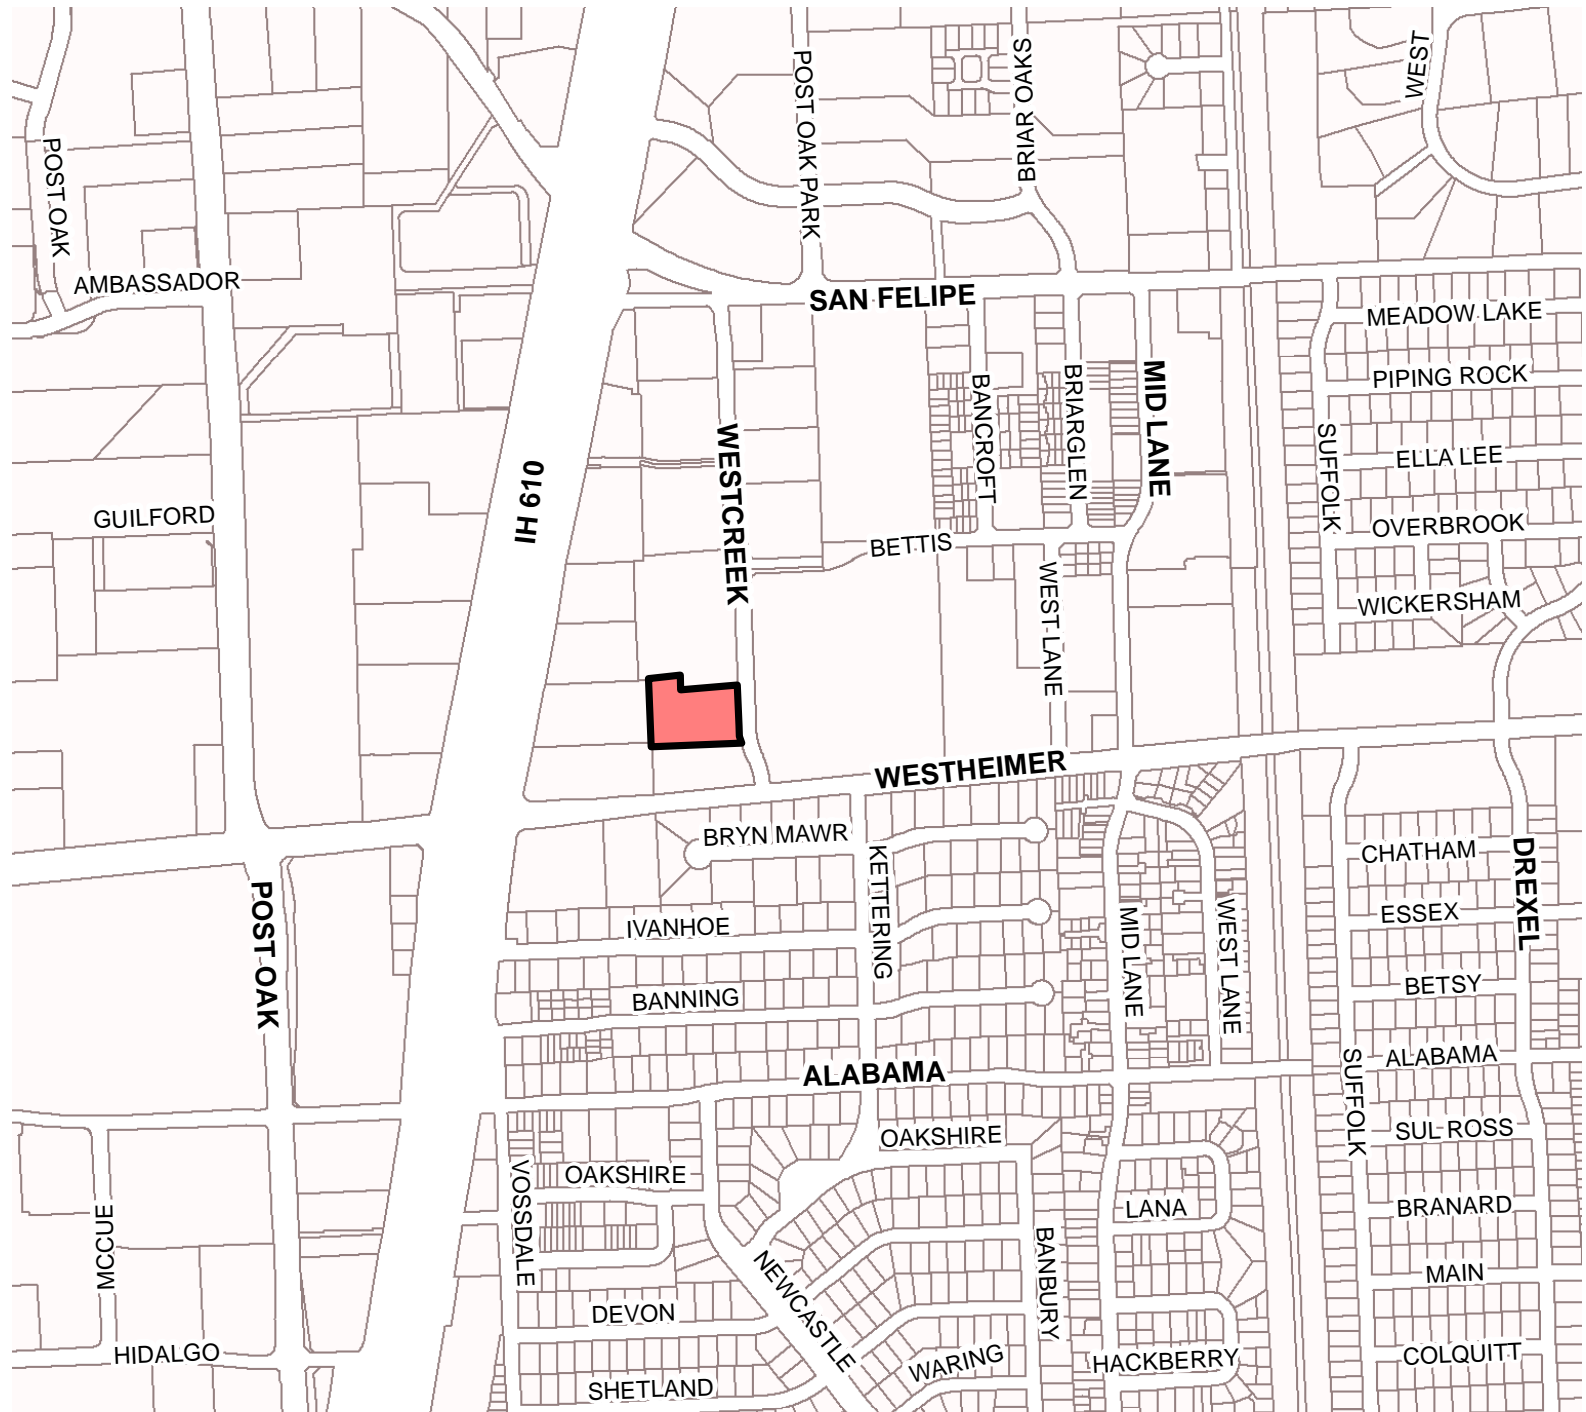 WEST
POST OAK PARK
BRIAR OAKS
POST OAK
AMBASSADOR
SAN FELIPE
MEADOW LAKE
PIPING ROCK
BANCROFT
BRIARGLEN
MID LANE
SUFFOLK
ELLA LEE
WESTCREEK
IH 610
GUILFORD
OVERBROOK
BETTIS
WEST LANE
WICKERSHAM
WESTHEIMER
BRYN MAWR
KETTERING
CHATHAM
DREXEL
POST OAK
IVANHOE
MID LANE
WEST LANE
ESSEX
BANNING
BETSY
ALABAMA
ALABAMA
SUFFOLK
OAKSHIRE
SUL ROSS
VOSSDALE
OAKSHIRE
LANA
BRANARD
MCCUE
NEWCASTLE
BANBURY
MAIN
DEVON
HIDALGO
WARING
HACKBERRY
COLQUITT
SHETLAND